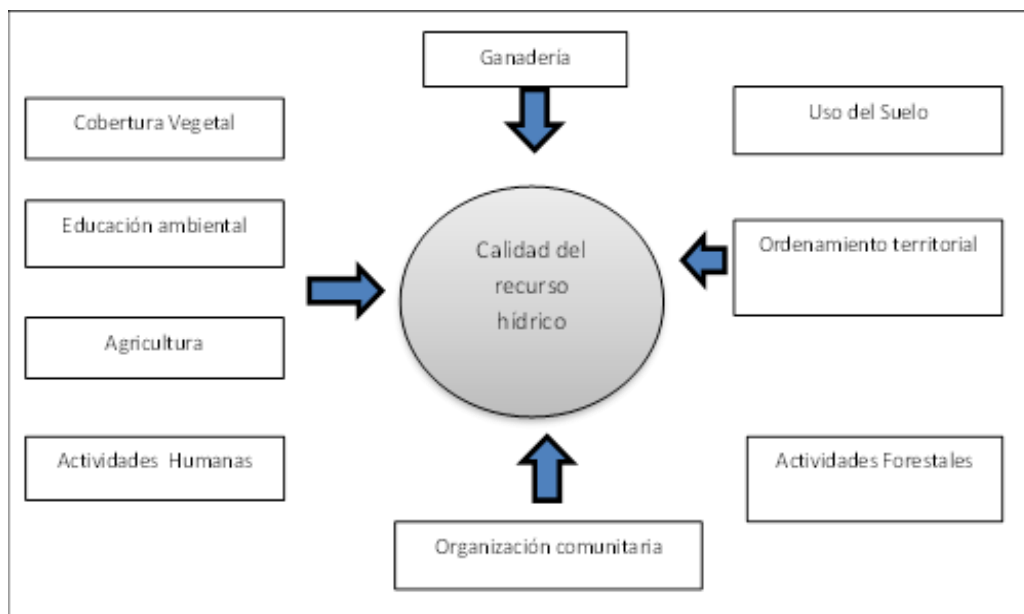 Ganadería
Cobertura Vegetal
Uso del Suelo
Educación ambiental
Ordenamiento territorial
Calidad del
recurso
hídrico
Agricultura
Actividades Humanas
Actividades Forestales
Organización comunitaria